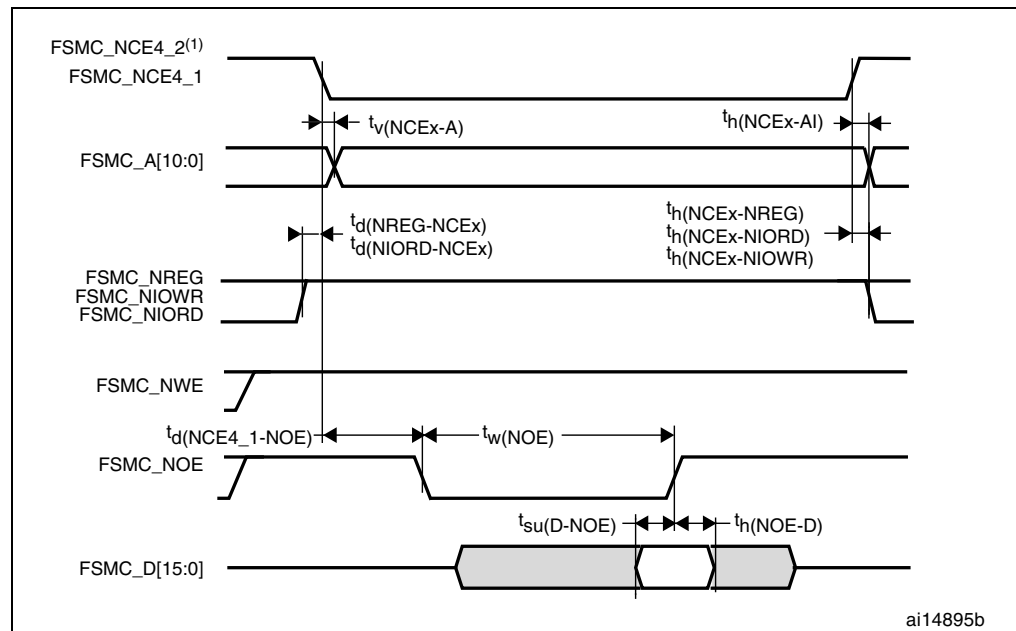 FSMC_NCE4_2(1)
FSMC_NCE4_1
tv(NCEx-A)
th(NCEx-AI)
FSMC_A[10:0]
td(NREG-NCEx)
td(NIORD-NCEx)
th(NCEx-NREG)
th(NCEx-NIORD)
th(NCEx-NIOWR)
FSMC_NREG
FSMC_NIOWR
FSMC_NIORD
FSMC_NWE
td(NCE4_1-NOE)
tw(NOE)
FSMC_NOE
tsu(D-NOE)
th(NOE-D)
FSMC_D[15:0]
ai14895b